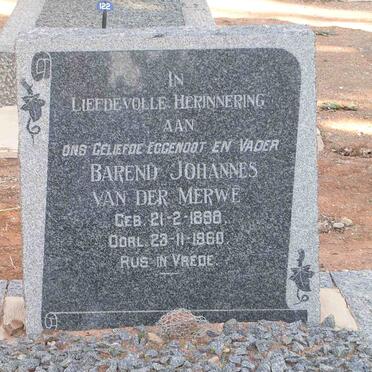 122
IN
LIEFDEVOLLE HERINNERING
AAN
ONS GELIEFDE EGGENOOT EN VADER
BAREND JOHANNES
VAN DER MERWE
GEB. 21-2-1898.
OORL. 23-11-1960.
RUS IN VREDE.